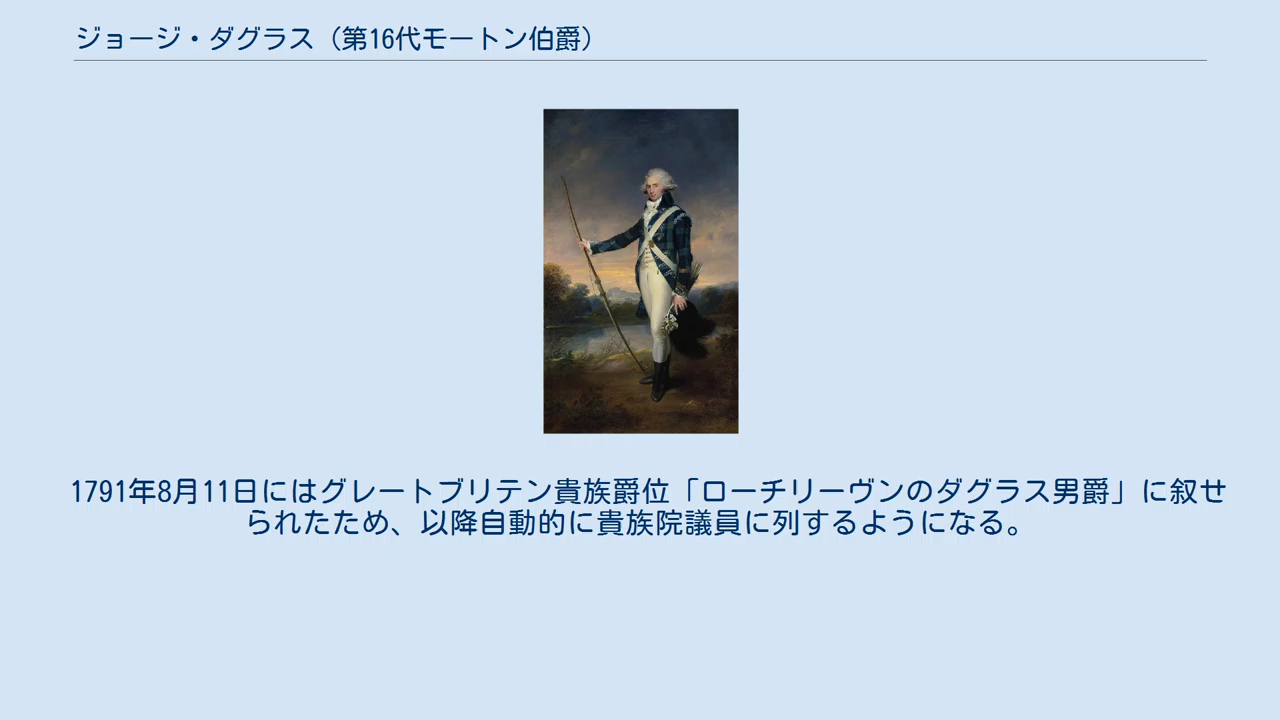 ジョージ・ダグラス（第16代モートン伯爵）
1791年8月11日にはグレートブリテン貴族爵位「ローチリーヴンのダグラス男爵」に叙せ
られたため、以降自動的に貴族院議員に列するようになる。